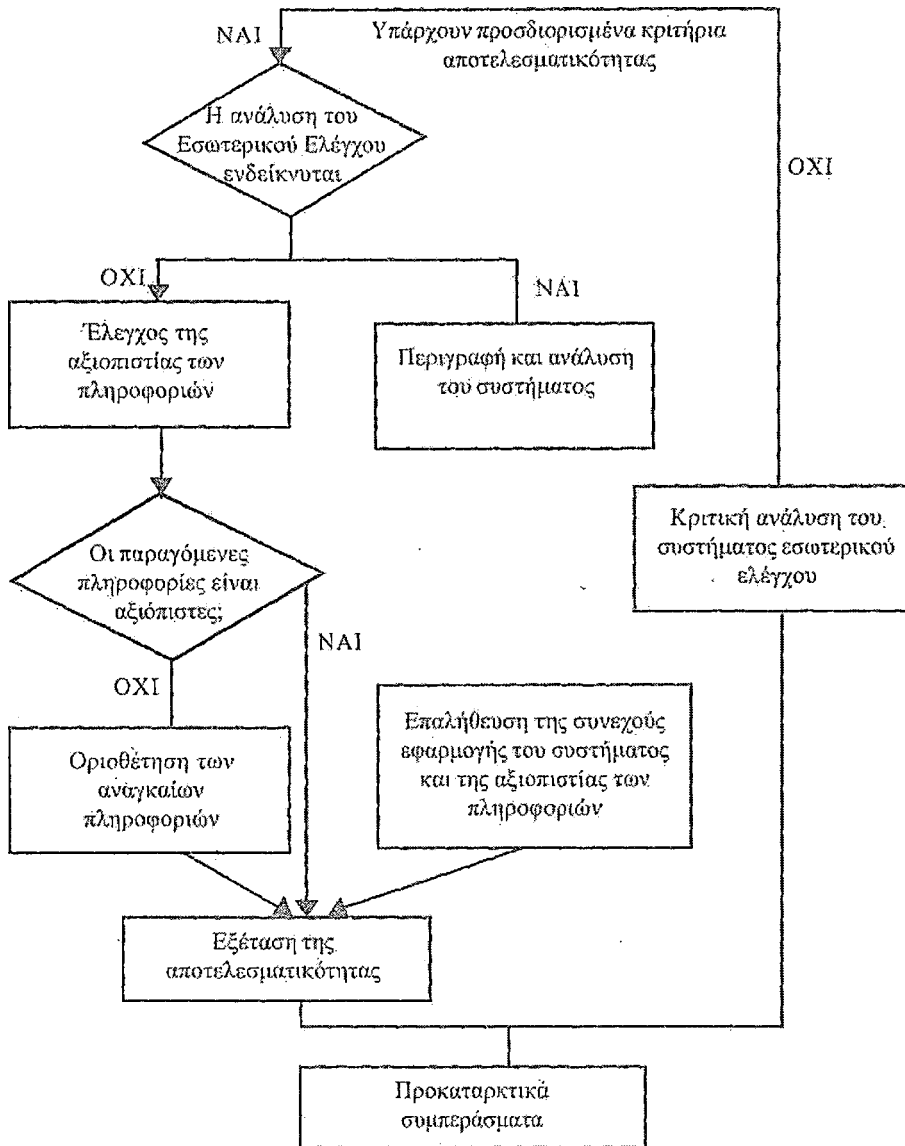 ΝΑΙ
Υπάρχουν προσδιορισμένα κριτήρια
αποτελεσματικότητας
Η ανάλυση του
Εσωτερικού Ελέγχου
ενδείκνυται
ΟΧΙ
ΟΧΙ
ΝΑΙ
Έλεγχος της
αξιοπιστίας των
πληροφοριών
Περιγραφή και ανάλυση
του συστήματος
Κριτική ανάλυση του
συστήματος εσωτερικού
ελέγχου
Οι παραγόμενες
πληροφορίες είναι
αξιόπιστες;
ΝΑΙ
ΟΧΙ
Οριοθέτηση των
αναγκαίων
πληροφοριών
Επαλήθευση της συνεχούς
εφαρμογής του συστήματος
και της αξιοπιστίας των
πληροφοριών
Εξέταση της
αποτελεσματικότητας
Προκαταρκτικά
συμπεράσματα